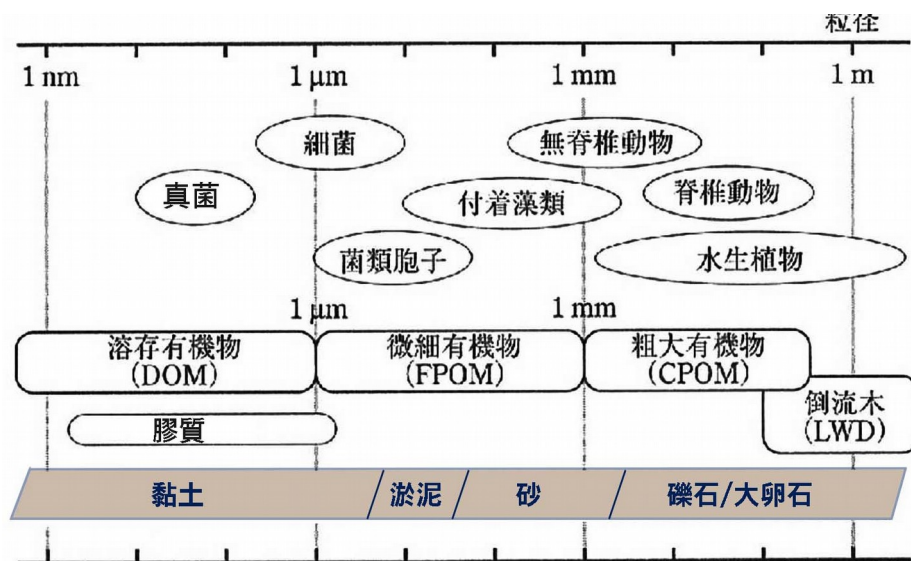 粒径
1 nm 1 μm 1 mm 1 m
細菌 無脊椎動物
真菌 付着藻類 脊椎動物
菌類胞子 水生植物
1 μm 1 mm
溶存有機物 微細有機物 粗大有機物
(DOM) (FPOM) (CPOM)
倒流木
(LWD)
膠質
黏土 淤泥 砂 礫石/大卵石